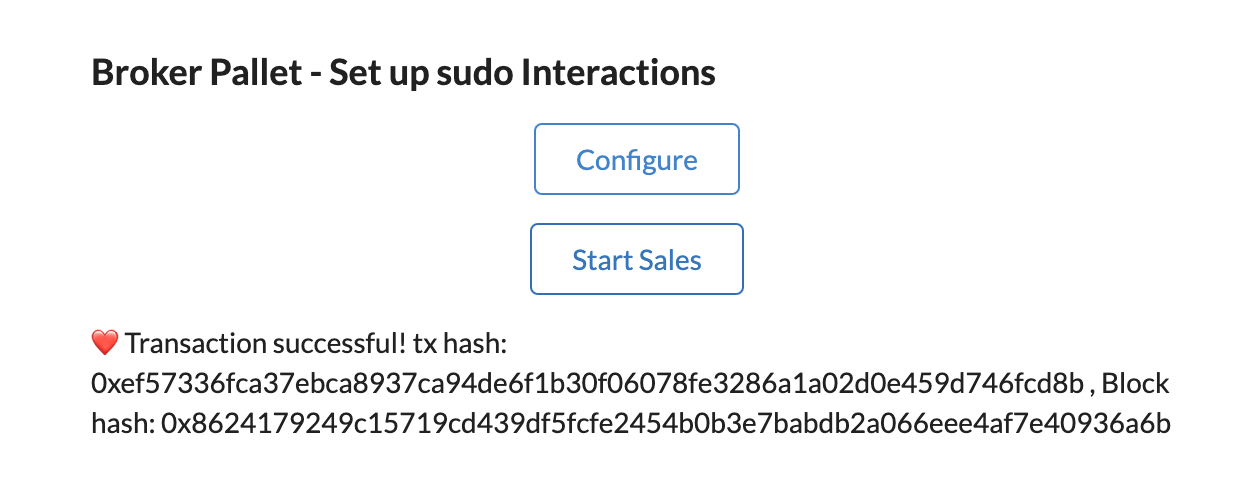 Broker Pallet - Set up sudo Interactions
Configure
Start Sales
❤️ Transaction successful! tx hash:
0xef57336fca37ebca8937ca94de6f1b30f06078fe3286a1a02d0e459d746fcd8b , Block
hash: 0x8624179249c15719cd439df5fcfe2454b0b3e7babdb2a066eee4af7e40936a6b